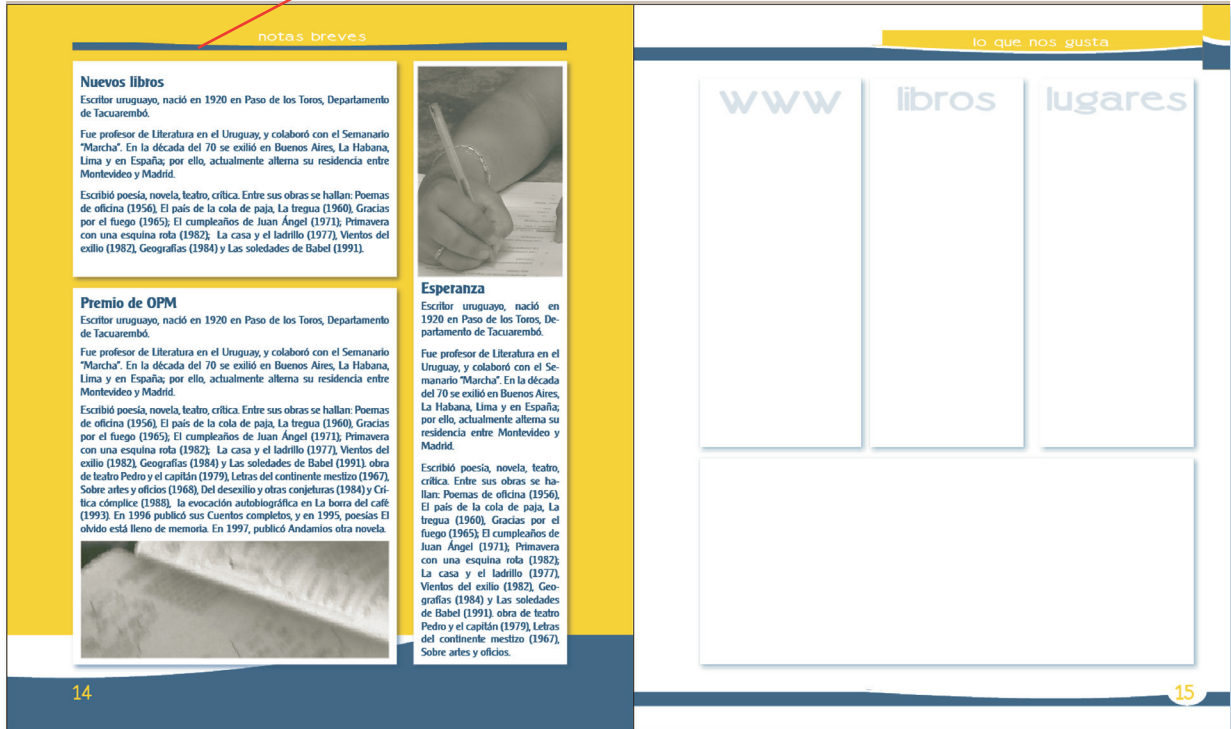 notas breves
Nuevos libros
Escritor uruguayo, nació en 1920 en Paso de los Toros, Departamento
de Tacuarembó.
Fue profesor de Literatura en el Uruguay, y colaboró con el Semanario
"Marcha". En la década del 70 se exilió en Buenos Aires, La Habana,
Lima y en España; por ello, actualmente alterna su residencia entre
Montevideo y Madrid.
Escribió poesía, novela, teatro, crítica. Entre sus obras se hallan: Poemas
de oficina (1956), El país de la cola de paja, La tregua (1960), Gracias
por el fuego (1965); El cumpleaños de Juan Ángel (1971); Primavera
con una esquina rota (1982); La casa y el ladrillo (1977), Vientos del
exilio (1982), Geografías (1984) y Las soledades de Babel (1991).
Premio de OPM
Escritor uruguayo, nació en 1920 en Paso de los Toros, Departamento
de Tacuarembó.
Fue profesor de Literatura en el Uruguay, y colaboró con el Semanario
"Marcha". En la década del 70 se exilió en Buenos Aires, La Habana,
Lima y en España; por ello, actualmente alterna su residencia entre
Montevideo y Madrid.
Escribió poesía, novela, teatro, crítica. Entre sus obras se hallan: Poemas
de oficina (1956), El país de la cola de paja, La tregua (1960), Gracias
por el fuego (1965); El cumpleaños de Juan Ángel (1971); Primavera
con una esquina rota (1982); La casa y el ladrillo (1977), Vientos del
exilio (1982), Geografías (1984) y Las soledades de Babel (1991). obra
de teatro Pedro y el capitán (1979), Letras del continente mestizo (1967),
Sobre artes y oficios (1968), Del desexilio y otras conjeturas (1984) y Crí-
tica cómplice (1988), la evocación autobiográfica en La borra del café
(1993). En 1996 publicó sus Cuentos completos, y en 1995, poesías El
olvido está lleno de memoria. En 1997, publicó Andamios otra novela.
Esperanza
Escritor uruguayo, nació en
1920 en Paso de los Toros, De-
partamento de Tacuarembó.
Fue profesor de Literatura en el
Uruguay, y colaboró con el Se-
manario "Marcha". En la década
del 70 se exilió en Buenos Aires,
La Habana, Lima y en España;
por ello, actualmente alterna su
residencia entre Montevideo y
Madrid.
Escribió poesía, novela, teatro,
crítica. Entre sus obras se ha-
llan: Poemas de oficina (1956),
El país de la cola de paja, La
tregua (1960), Gracias por el
fuego (1965); El cumpleaños de
Juan Ángel (1971); Primavera
con una esquina rota (1982);
La casa y el ladrillo (1977),
Vientos del exilio (1982), Geo-
grafías (1984) y Las soledades
de Babel (1991). obra de teatro
Pedro y el capitán (1979), Letras
del continente mestizo (1967),
Sobre artes y oficios.
14
lo que nos gusta
www
libros
lugares
15